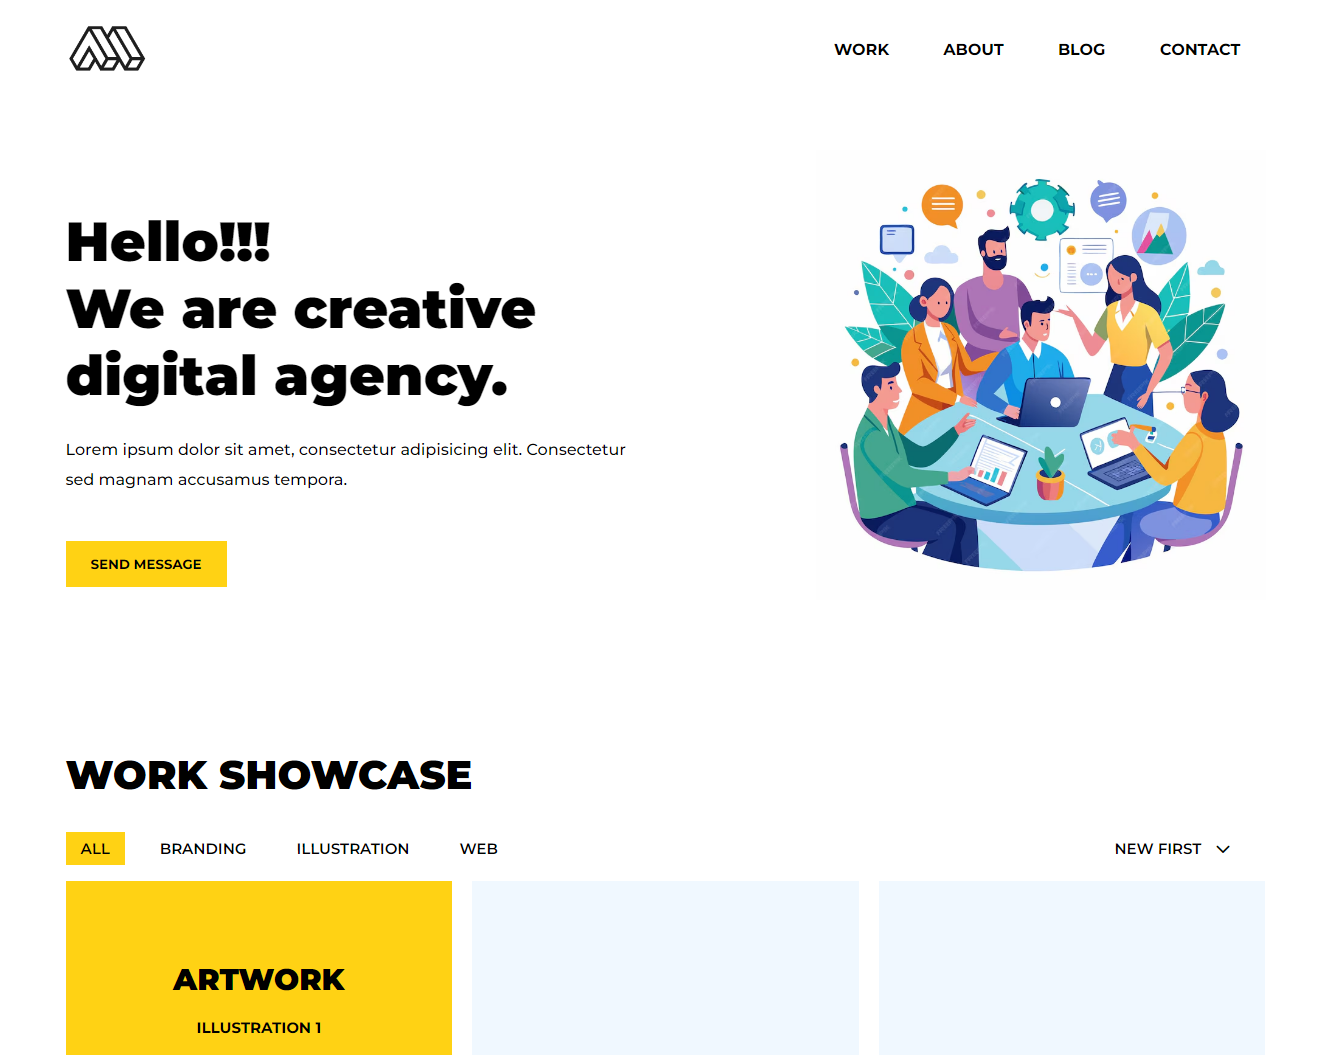 WORK ABOUT BLOG CONTACT
Hello!!!
We are creative
digital agency.
Lorem ipsum dolor sit amet, consectetur adipisicing elit. Consectetur
sed magnam accusamus tempora.
SEND MESSAGE
WORK SHOWCASE
ALL BRANDING ILLUSTRATION WEB NEW FIRST
ARTWORK
ILLUSTRATION 1